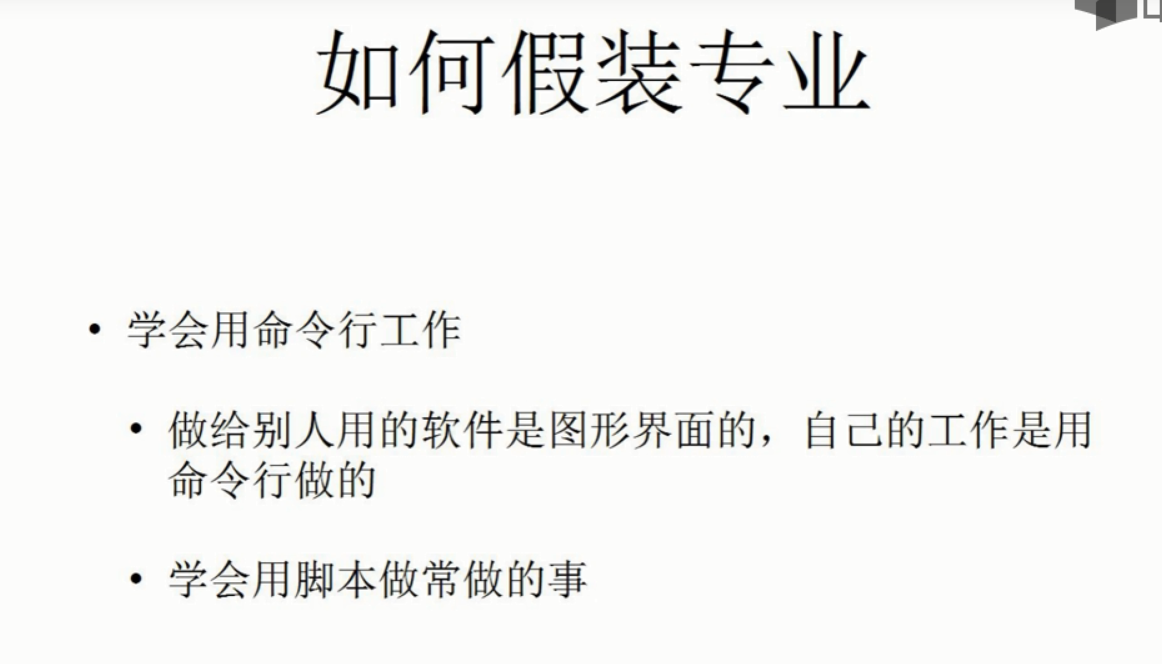 如何假装专业
• 学会用命令行工作
• 做给别人用的软件是图形界面的，自己的工作是用
命令行做的
• 学会用脚本做常做的事